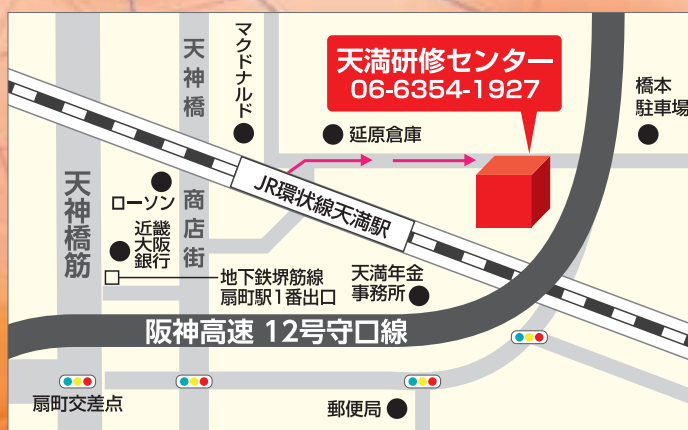 天満研修センター
06-6354-1927
マクドナルド
天神橋
商店街
延原倉庫
橋本
駐車場
JR環状線天満駅
天神橋筋
ローソン
近畿
大阪
銀行
地下鉄堺筋線
扇町駅1番出口
天満年金
事務所
阪神高速 12号守口線
扇町交差点
郵便局